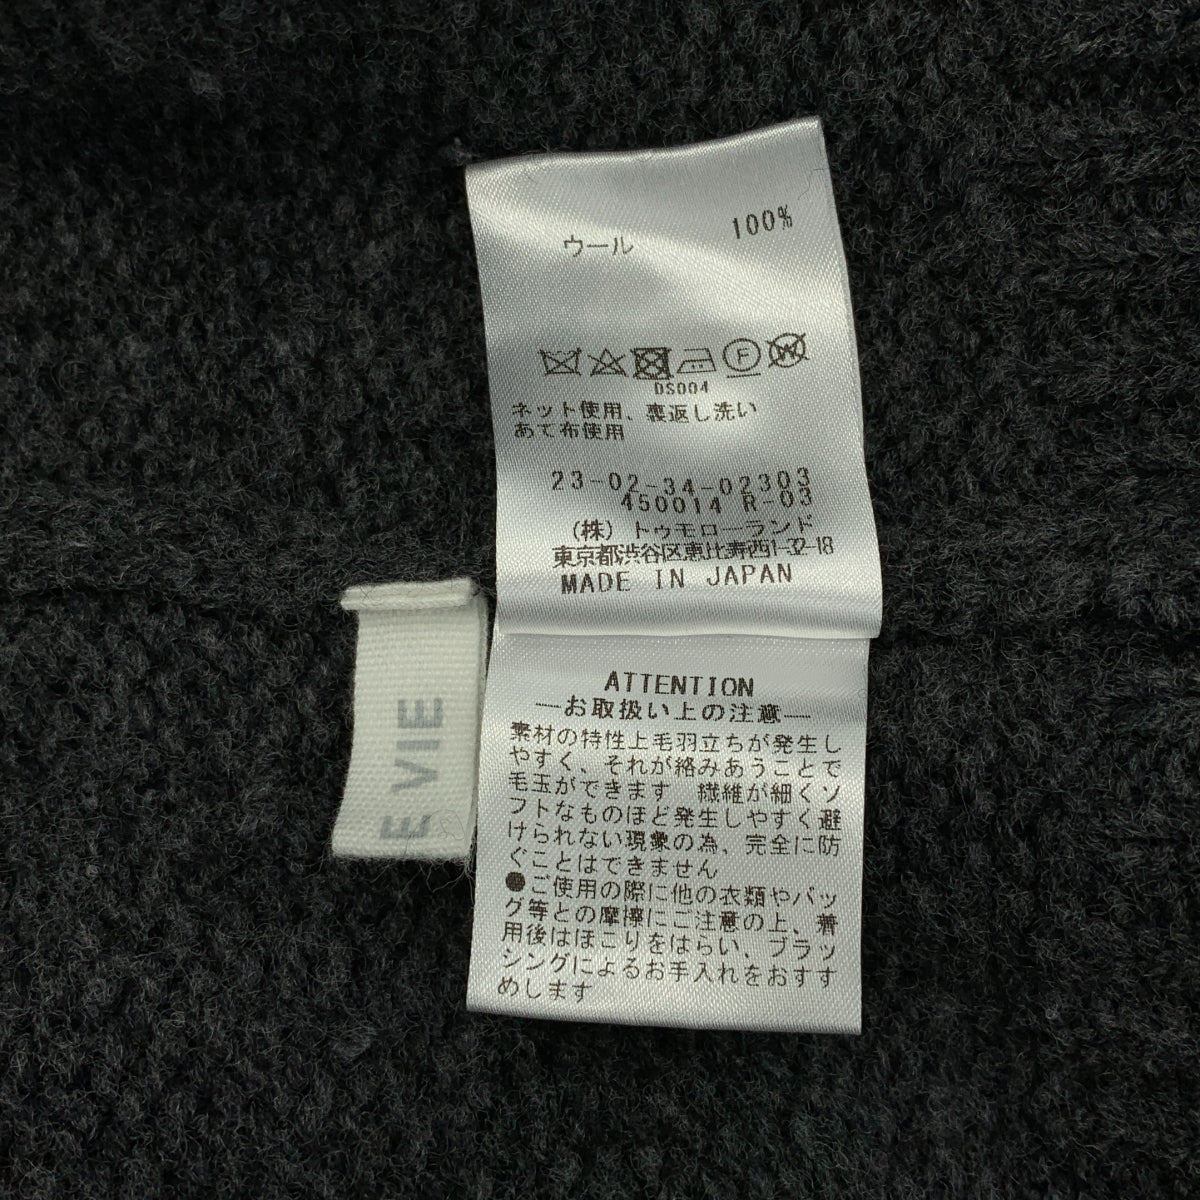 ウール 100%
F W
DS004
ネット使用、裏返し洗い
あて布使用
23-02-34-02303
450014 R-03
(株) トゥモローランド
東京都渋谷区恵比寿西1-32-18
MADE IN JAPAN
E VIE
ATTENTION
―お取扱い上の注意―
素材の特性上毛羽立ちが発生し
やすく、それが絡みあうことで
毛玉ができます 繊維が細くソ
フトなものほど発生しやすく避
けられない現象の為、完全に防
ぐことはできません
●ご使用の際に他の衣類やバッ
グ等との摩擦にご注意の上、着
用後はほこりをはらい、ブラッ
シングによるお手入れをおすす
めします